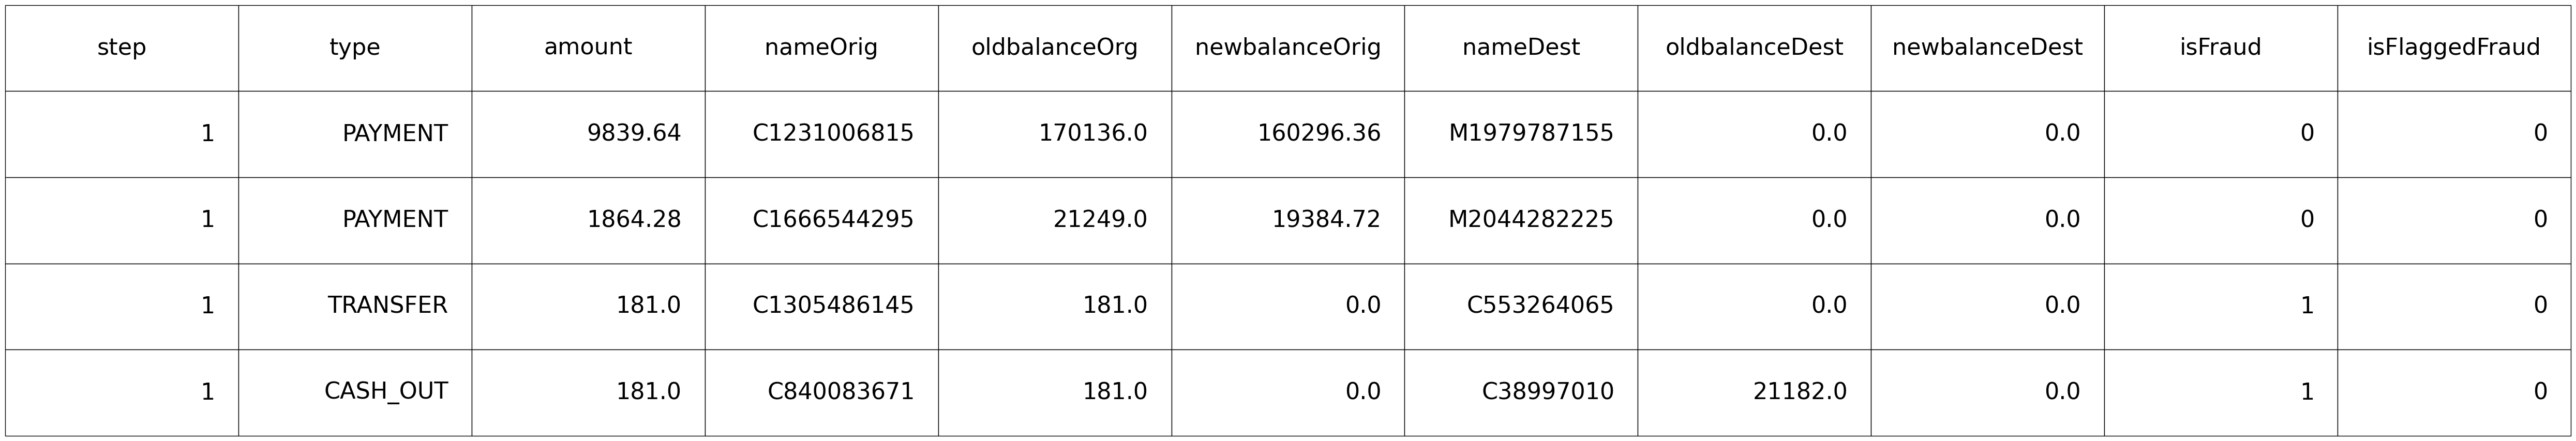 step type amount nameOrig oldbalanceOrg newbalanceOrig nameDest oldbalanceDest newbalanceDest isFraud isFlaggedFraud
1 PAYMENT 9839.64 C1231006815 170136.0 160296.36 M1979787155 0.0 0.0 0 0
1 PAYMENT 1864.28 C1666544295 21249.0 19384.72 M2044282225 0.0 0.0 0 0
1 TRANSFER 181.0 C1305486145 181.0 0.0 C553264065 0.0 0.0 1 0
1 CASH_OUT 181.0 C840083671 181.0 0.0 C38997010 21182.0 0.0 1 0